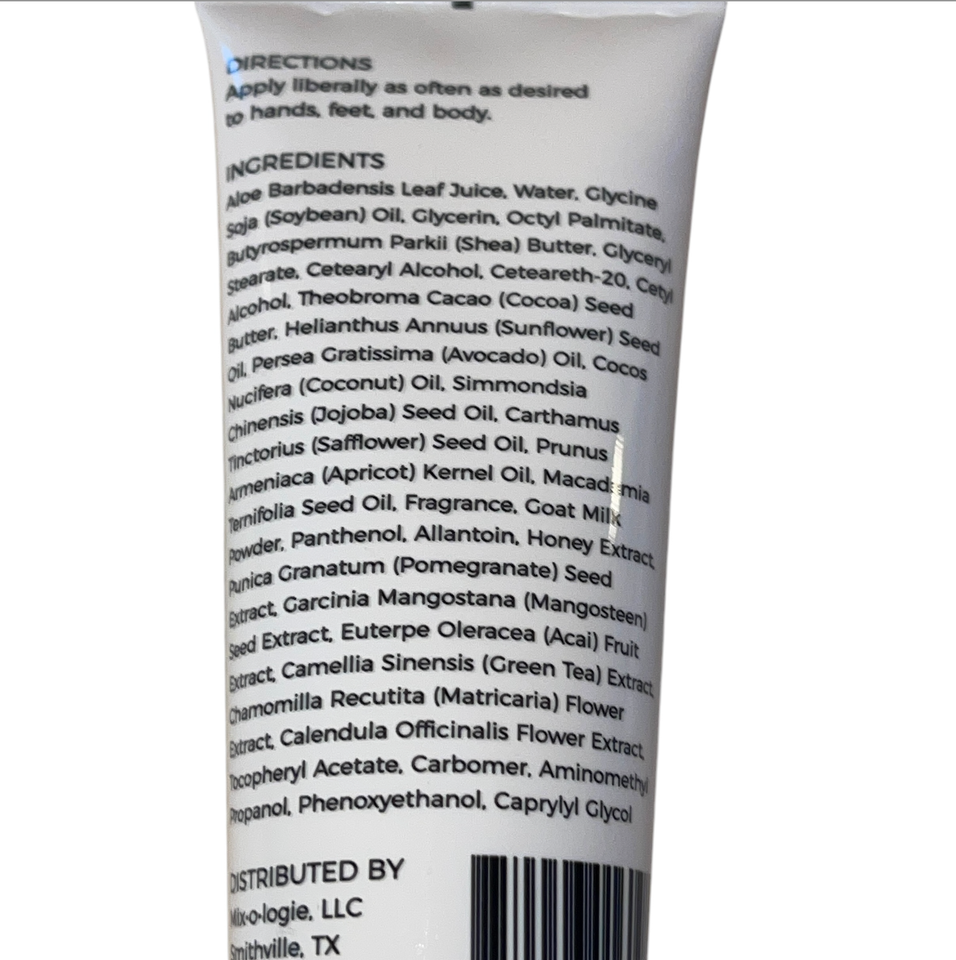 DIRECTIONS
Apply liberally as often as desired
to hands, feet, and body.
INGREDIENTS
Aloe Barbadensis Leaf Juice, Water, Glycine
Soja (Soybean) Oil, Glycerin, Octyl Palmitate,
Butyrospermum Parkii (Shea) Butter, Glyceryl
Stearate, Cetearyl Alcohol, Ceteareth-20, Cetyl
Alcohol, Theobroma Cacao (Cocoa) Seed
Butter, Helianthus Annuus (Sunflower) Seed
Oil, Persea Gratissima (Avocado) Oil, Cocos
Nucifera (Coconut) Oil, Simmondsia
Chinensis (Jojoba) Seed Oil, Carthamus
Tinctorius (Safflower) Seed Oil, Prunus
Armeniaca (Apricot) Kernel Oil, Macadamia
Ternifolia Seed Oil, Fragrance, Goat Milk
Powder, Panthenol, Allantoin, Honey Extract
Punica Granatum (Pomegranate) Seed
Extract, Garcinia Mangostana (Mangosteen)
Seed Extract, Euterpe Oleracea (Acai) Fruit
Extract, Camellia Sinensis (Green Tea) Extract,
Chamomilla Recutita (Matricaria) Flower
Extract, Calendula Officinalis Flower Extract,
Tocopheryl Acetate, Carbomer, Aminomethyl
Propanol, Phenoxyethanol, Caprylyl Glycol
DISTRIBUTED BY
Mix·o·logie, LLC
Smithville, TX